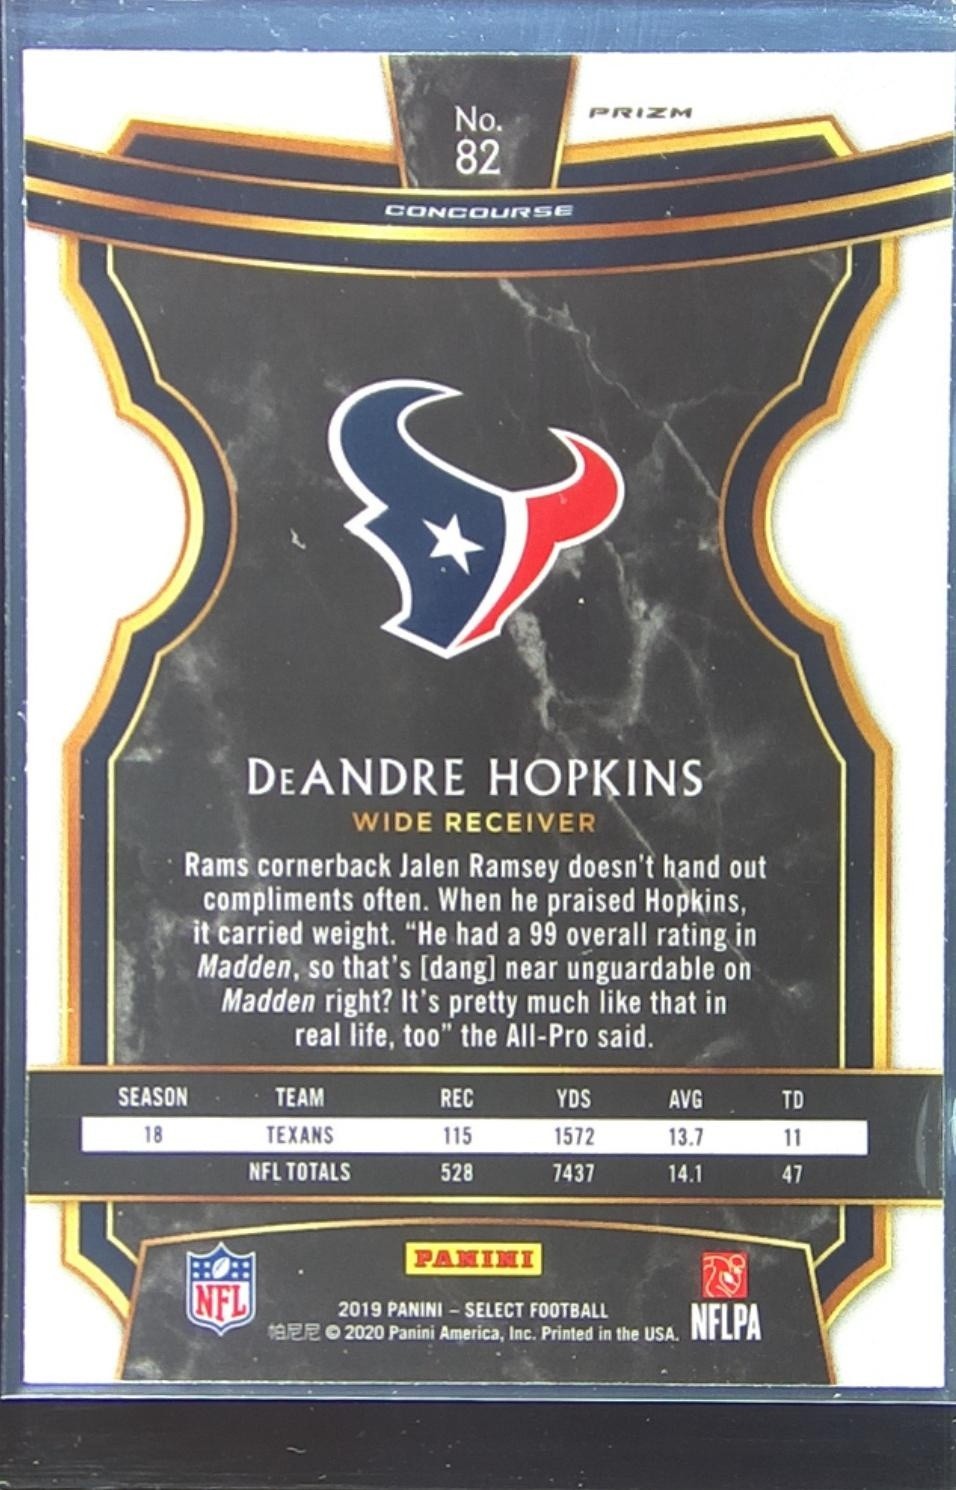 No.
82
PRIZM
CONCOURSE
DeANDRE HOPKINS
WIDE RECEIVER
Rams cornerback Jalen Ramsey doesn't hand out
compliments often. When he praised Hopkins,
it carried weight. “He had a 99 overall rating in
Madden, so that's [dang] near unguardable on
Madden right? It's pretty much like that in
real life, too” the All-Pro said.
SEASON TEAM REC YDS AVG TD
18 TEXANS 115 1572 13.7 11
NFL TOTALS 528 7437 14.1 47
NFL
PANINI
NFLPA
2019 PANINI – SELECT FOOTBALL
帕尼尼 © 2020 Panini America, Inc. Printed in the USA.